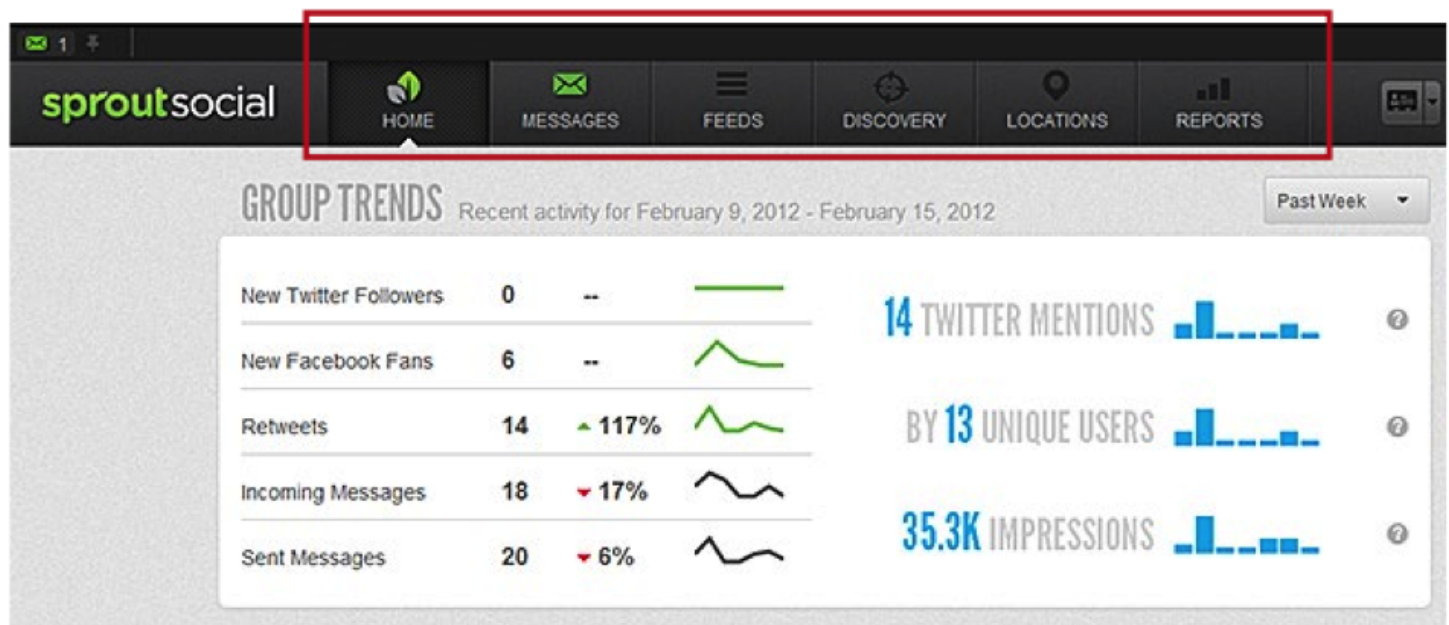 1
sproutsocial
HOME
MESSAGES
FEEDS
DISCOVERY
LOCATIONS
REPORTS
GROUP TRENDS Recent activity for February 9, 2012 - February 15, 2012
Past Week
New Twitter Followers 0 --
New Facebook Fans 6 --
Retweets 14 117%
Incoming Messages 18 17%
Sent Messages 20 6%
14 TWITTER MENTIONS ?
BY 13 UNIQUE USERS ?
35.3K IMPRESSIONS ?